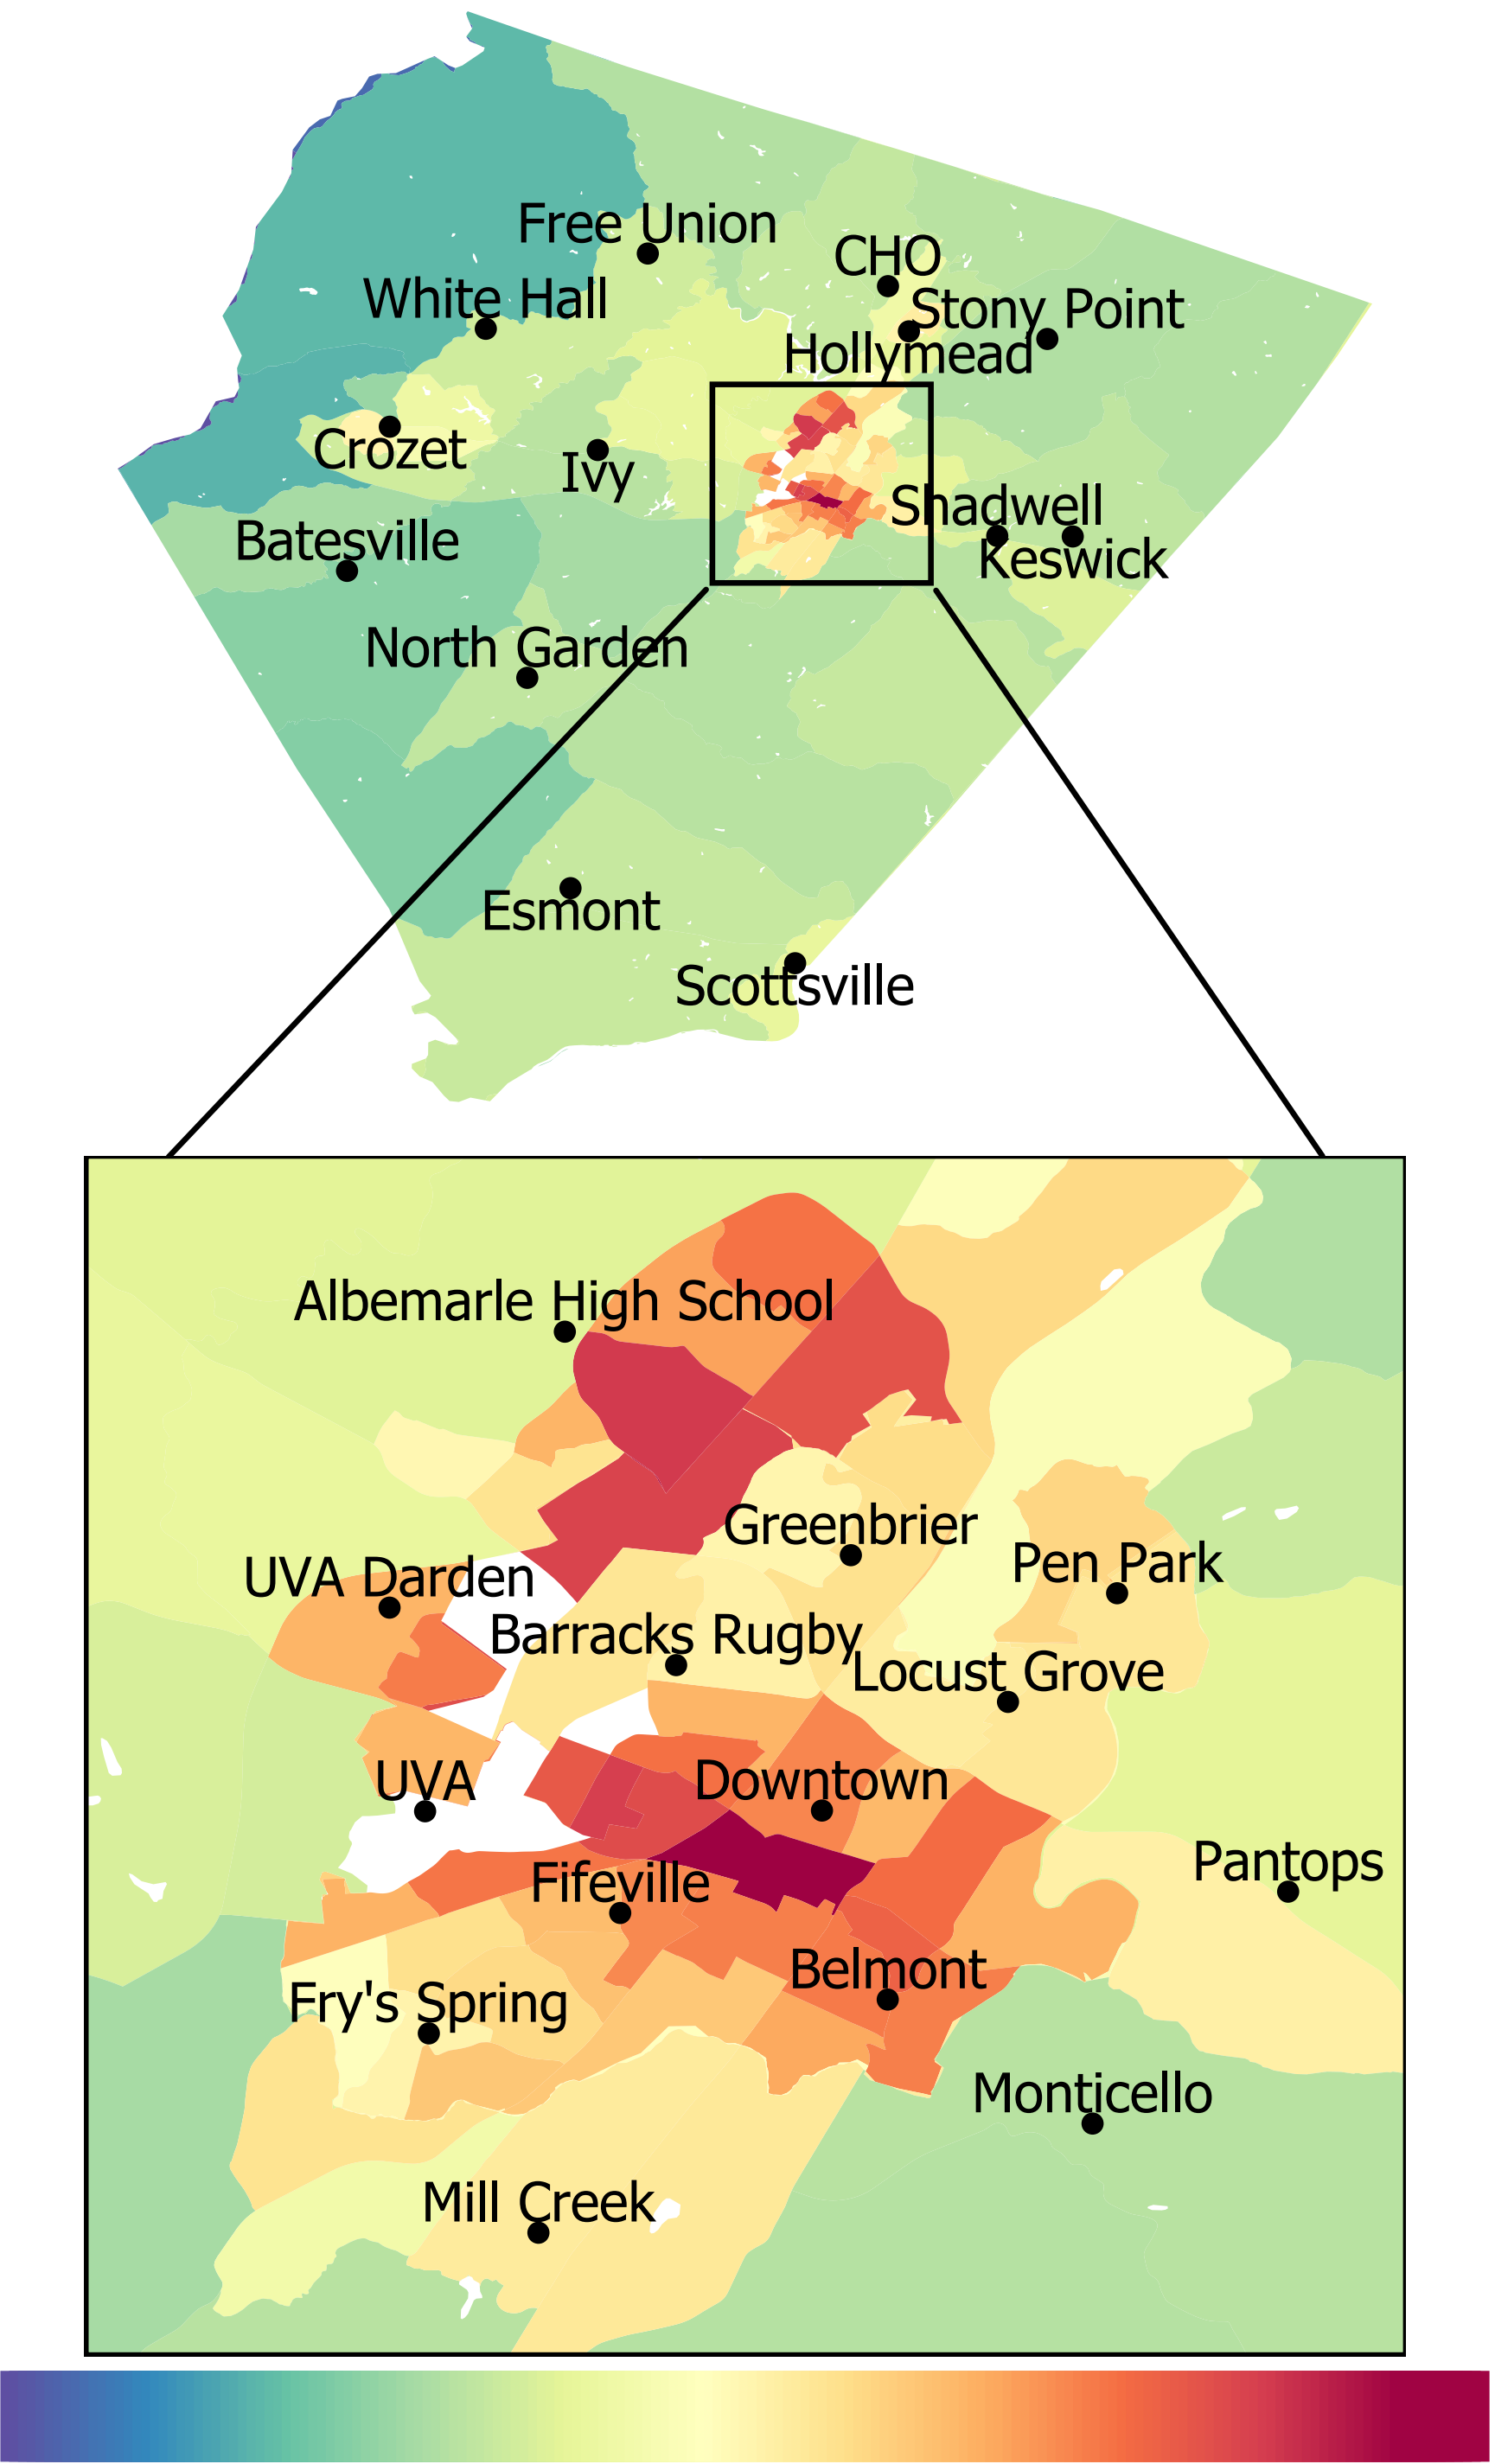 Free Union
CHO
White Hall
Stony Point
Hollymead
Crozet
Ivy
Shadwell
Batesville
Keswick
North Garden
Esmont
Scottsville
Albemarle High School
Greenbrier
Pen Park
UVA Darden
Barracks Rugby
Locust Grove
UVA
Downtown
Pantops
Fifeville
Belmont
Fry's Spring
Monticello
Mill Creek